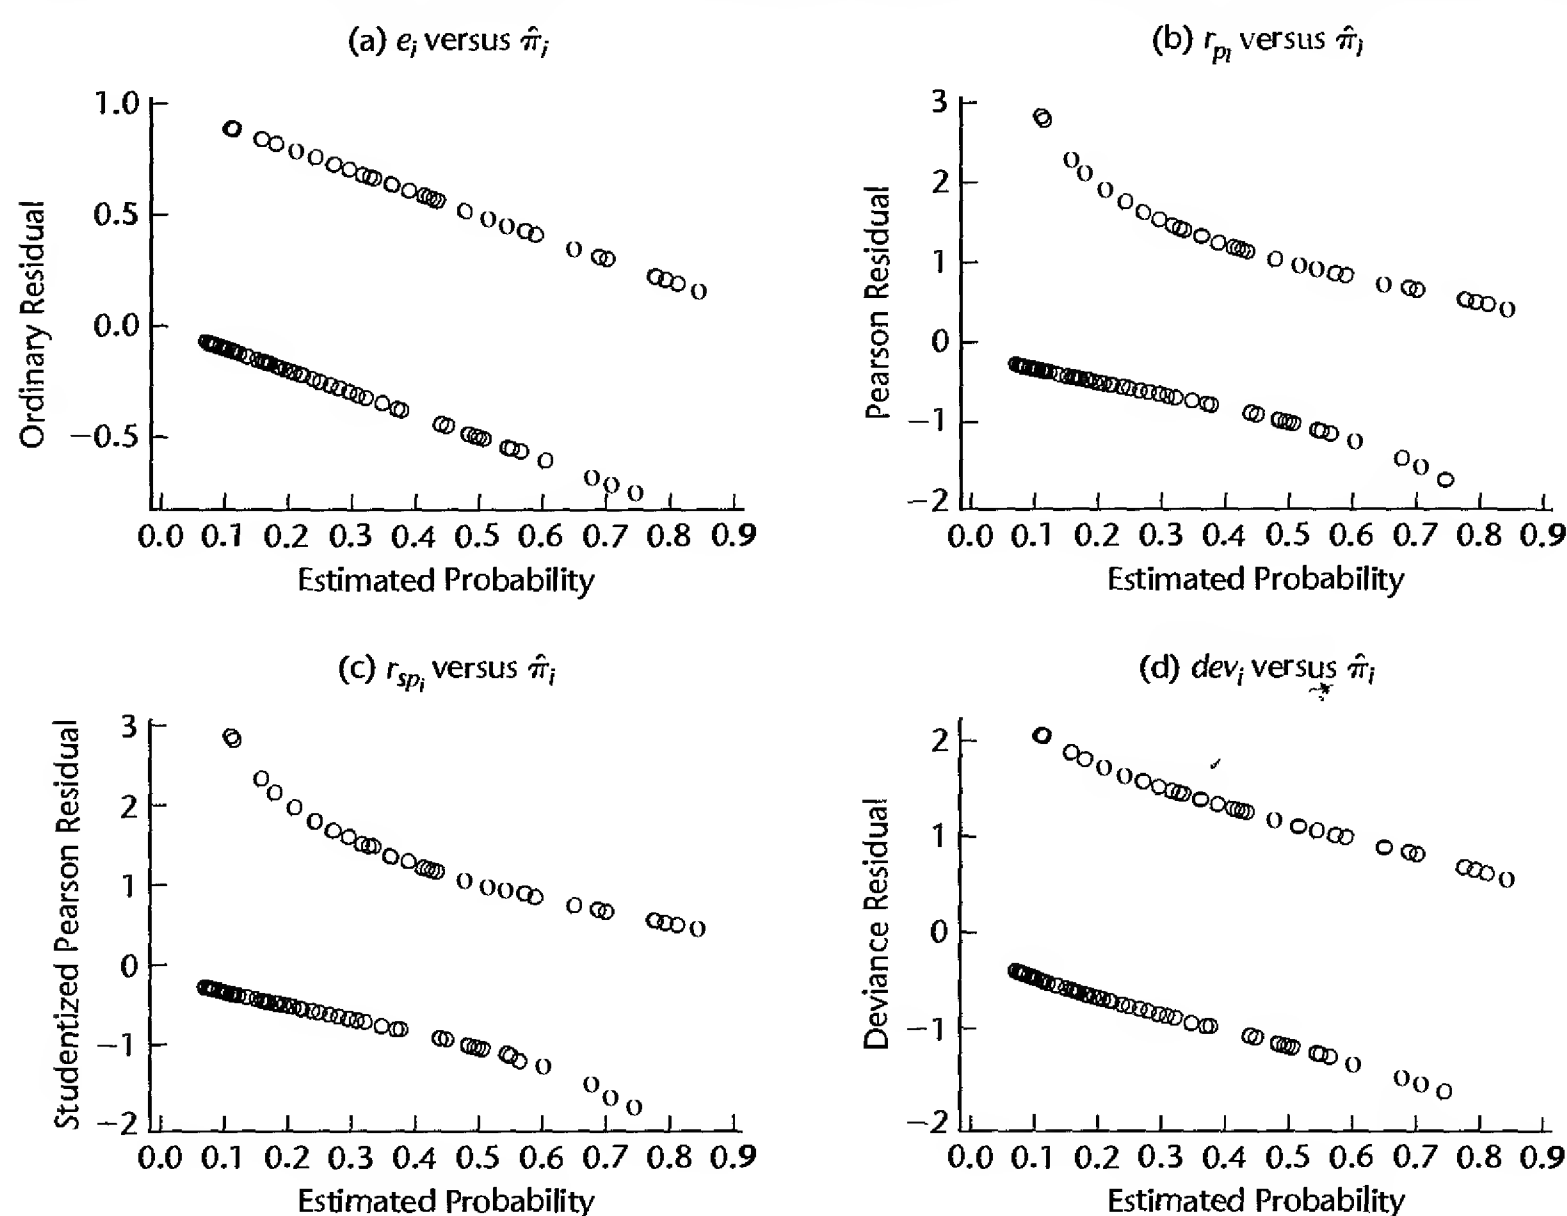 (a) eᵢ versus π̂ᵢ
1.0
0.5
0.0
−0.5
Ordinary Residual
0.0 0.1 0.2 0.3 0.4 0.5 0.6 0.7 0.8 0.9
Estimated Probability
(b) r_pᵢ versus π̂ᵢ
3
2
1
0
−1
−2
Pearson Residual
0.0 0.1 0.2 0.3 0.4 0.5 0.6 0.7 0.8 0.9
Estimated Probability
(c) r_spᵢ versus π̂ᵢ
3
2
1
0
−1
−2
Studentized Pearson Residual
0.0 0.1 0.2 0.3 0.4 0.5 0.6 0.7 0.8 0.9
Estimated Probability
(d) devᵢ versus π̂ᵢ
2
1
0
−1
−2
Deviance Residual
0.0 0.1 0.2 0.3 0.4 0.5 0.6 0.7 0.8 0.9
Estimated Probability